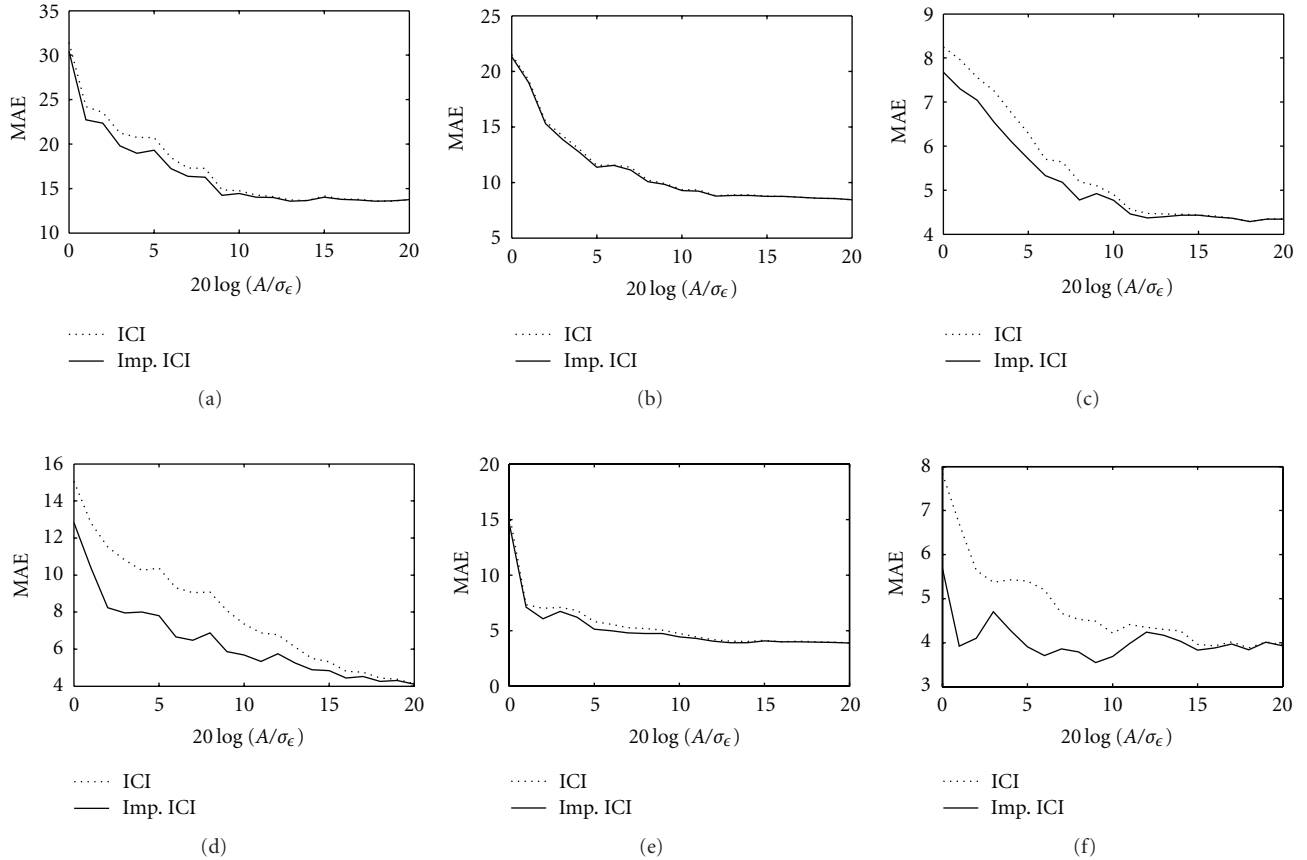 35
30
25
20
15
10
MAE
0 5 10 15 20
20 log (A/σϵ)
ICI
Imp. ICI
(a)
25
20
15
10
5
MAE
0 5 10 15 20
20 log (A/σϵ)
ICI
Imp. ICI
(b)
9
8
7
6
5
4
MAE
0 5 10 15 20
20 log (A/σϵ)
ICI
Imp. ICI
(c)
16
14
12
10
8
6
4
MAE
0 5 10 15 20
20 log (A/σϵ)
ICI
Imp. ICI
(d)
20
15
10
5
0
MAE
0 5 10 15 20
20 log (A/σϵ)
ICI
Imp. ICI
(e)
8
7
6
5
4
3
MAE
0 5 10 15 20
20 log (A/σϵ)
ICI
Imp. ICI
(f)